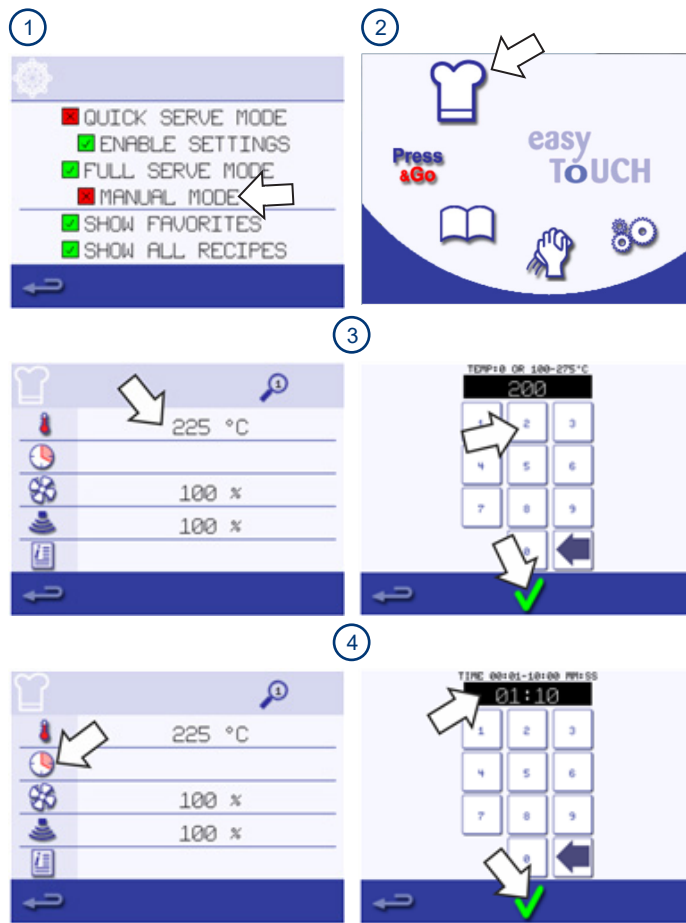 1
QUICK SERVE MODE
ENABLE SETTINGS
FULL SERVE MODE
MANUAL MODE
SHOW FAVORITES
SHOW ALL RECIPES
2
Press
&Go
easy
ToUCH
3
1
225 °C
100 %
100 %
TEMP:0 OR 100-275°C
200
1 2 3
4 5 6
7 8 9
0
4
1
225 °C
100 %
100 %
TIME 00:01-10:00 MM:SS
01:10
1 2 3
4 5 6
7 8 9
0